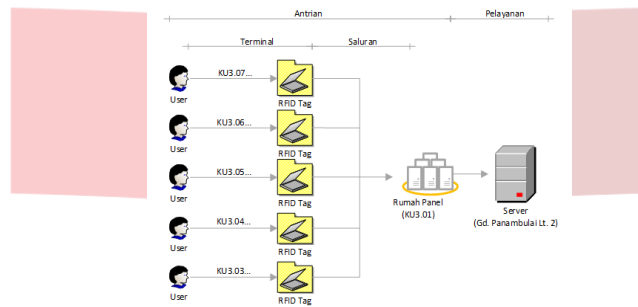 Antrian
Pelayanan
Terminal
Saluran
KU3.07...
User
RFID Tag
KU3.06...
User
RFID Tag
KU3.05...
User
RFID Tag
Rumah Panel
(KU3.01)
Server
(Gd. Panambulai Lt. 2)
KU3.04...
User
RFID Tag
KU3.03...
User
RFID Tag